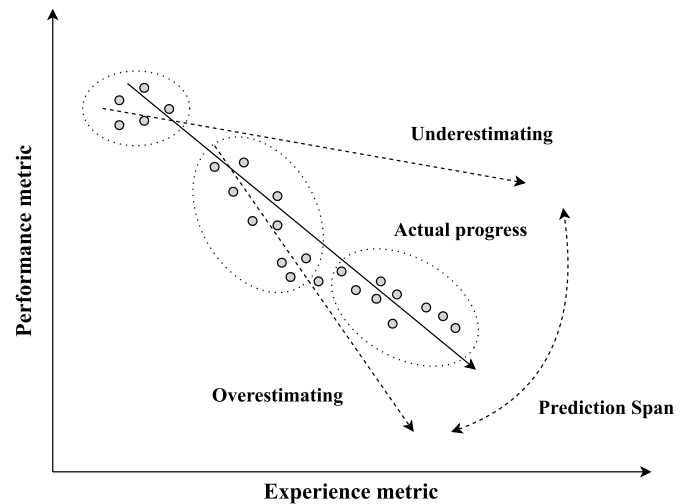 Underestimating
Actual progress
Performance metric
Overestimating
Prediction Span
Experience metric